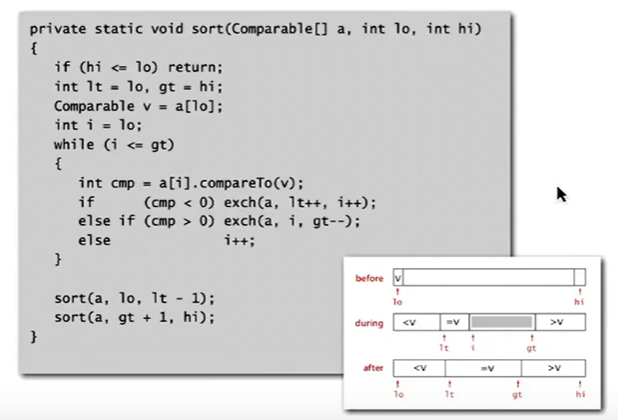 private static void sort(Comparable[] a, int lo, int hi)
{
if (hi <= lo) return;
int lt = lo, gt = hi;
Comparable v = a[lo];
int i = lo;
while (i <= gt)
{
int cmp = a[i].compareTo(v);
if (cmp < 0) exch(a, lt++, i++);
else if (cmp > 0) exch(a, i, gt--);
else i++;
}
sort(a, lo, lt - 1);
sort(a, gt + 1, hi);
}
before v
lo hi
during <v =v >v
lt i gt
after <v =v >v
lo lt gt hi